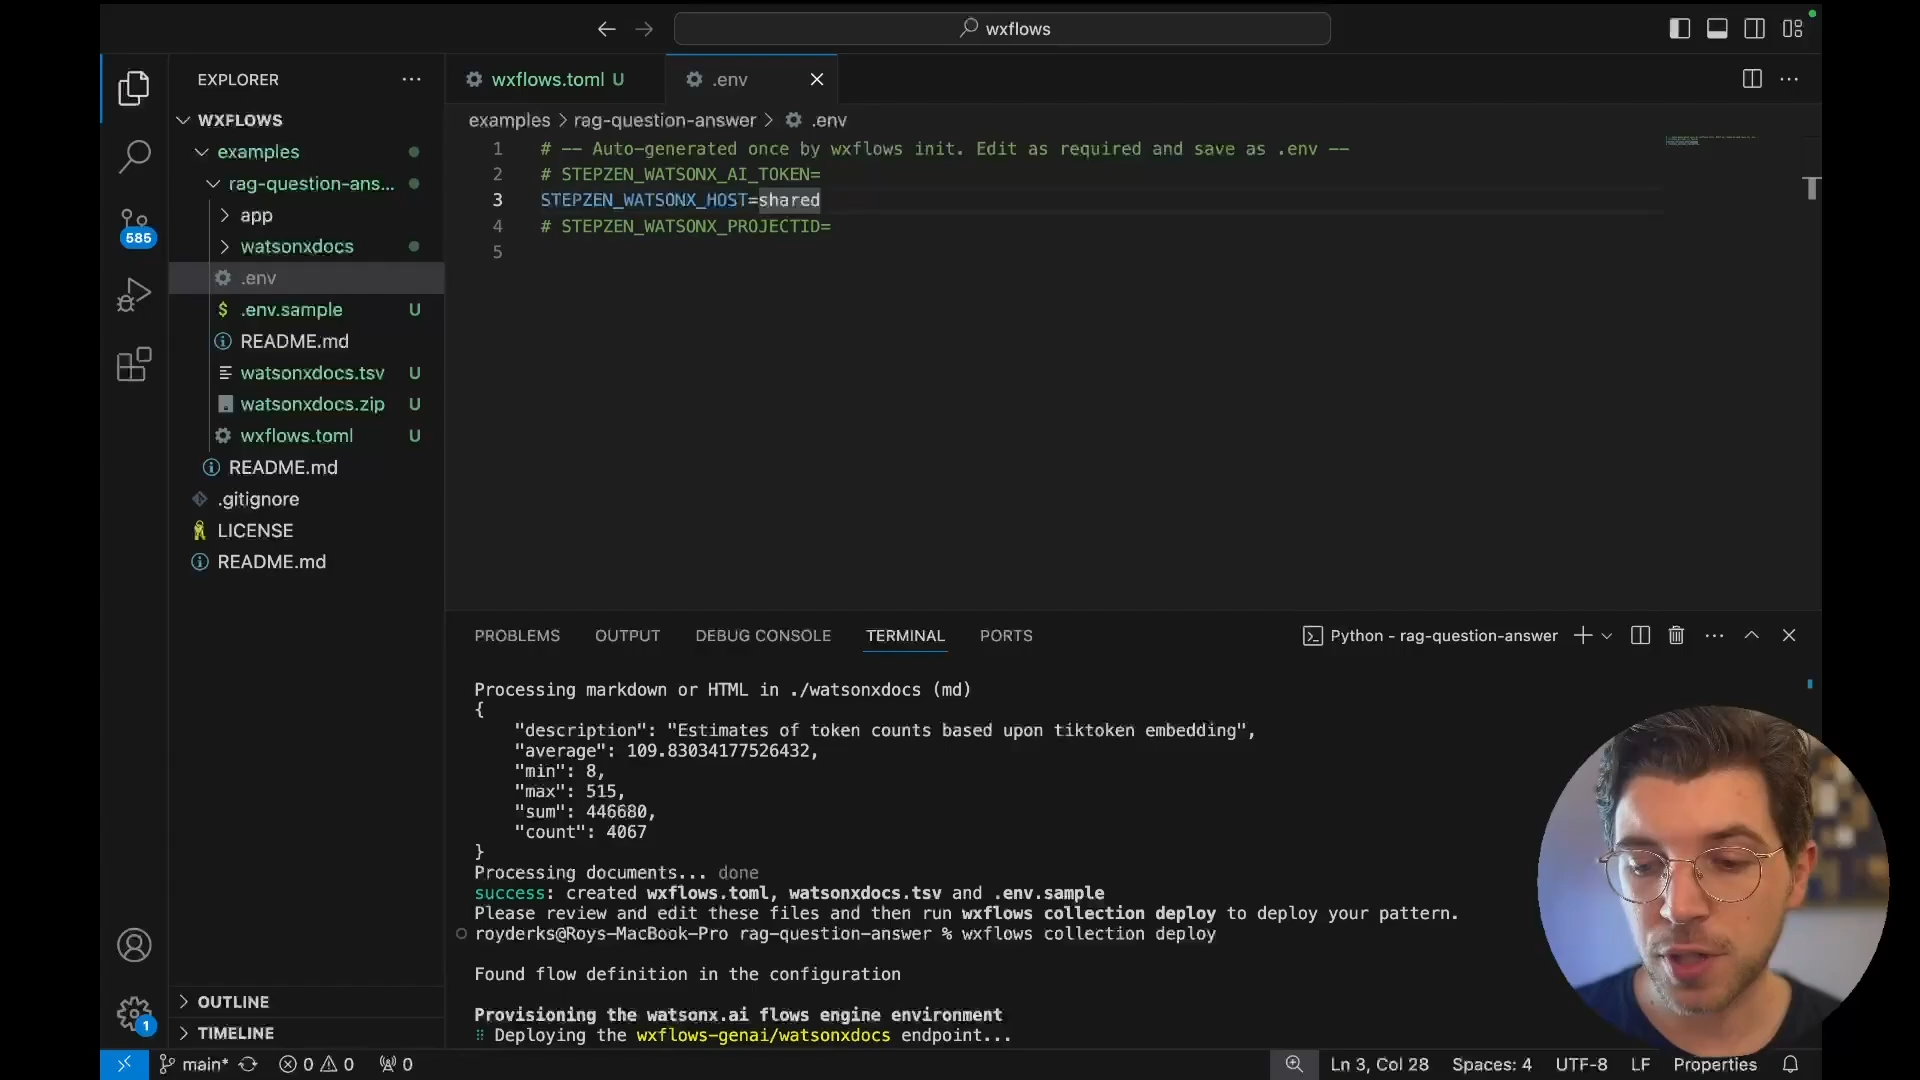 wxflows
EXPLORER
WXFLOWS
examples
rag-question-ans...
app
watsonxdocs
.env
.env.sample U
README.md
watsonxdocs.tsv U
watsonxdocs.zip U
wxflows.toml U
README.md
.gitignore
LICENSE
README.md
OUTLINE
TIMELINE
585
1
wxflows.toml U
.env
examples > rag-question-answer > .env
1 # -- Auto-generated once by wxflows init. Edit as required and save as .env --
2 # STEPZEN_WATSONX_AI_TOKEN=
3 STEPZEN_WATSONX_HOST=shared
4 # STEPZEN_WATSONX_PROJECTID=
5
PROBLEMS OUTPUT DEBUG CONSOLE TERMINAL PORTS
Python - rag-question-answer
Processing markdown or HTML in ./watsonxdocs (md)
{
"description": "Estimates of token counts based upon tiktoken embedding",
"average": 109.83034177526432,
"min": 8,
"max": 515,
"sum": 446680,
"count": 4067
}
Processing documents... done
success: created wxflows.toml, watsonxdocs.tsv and .env.sample
Please review and edit these files and then run wxflows collection deploy to deploy your pattern.
royderks@Roys-MacBook-Pro rag-question-answer % wxflows collection deploy
Found flow definition in the configuration
Provisioning the watsonx.ai flows engine environment
Deploying the wxflows-genai/watsonxdocs endpoint...
main* 0 0 0
Ln 3, Col 28 Spaces: 4 UTF-8 LF Properties